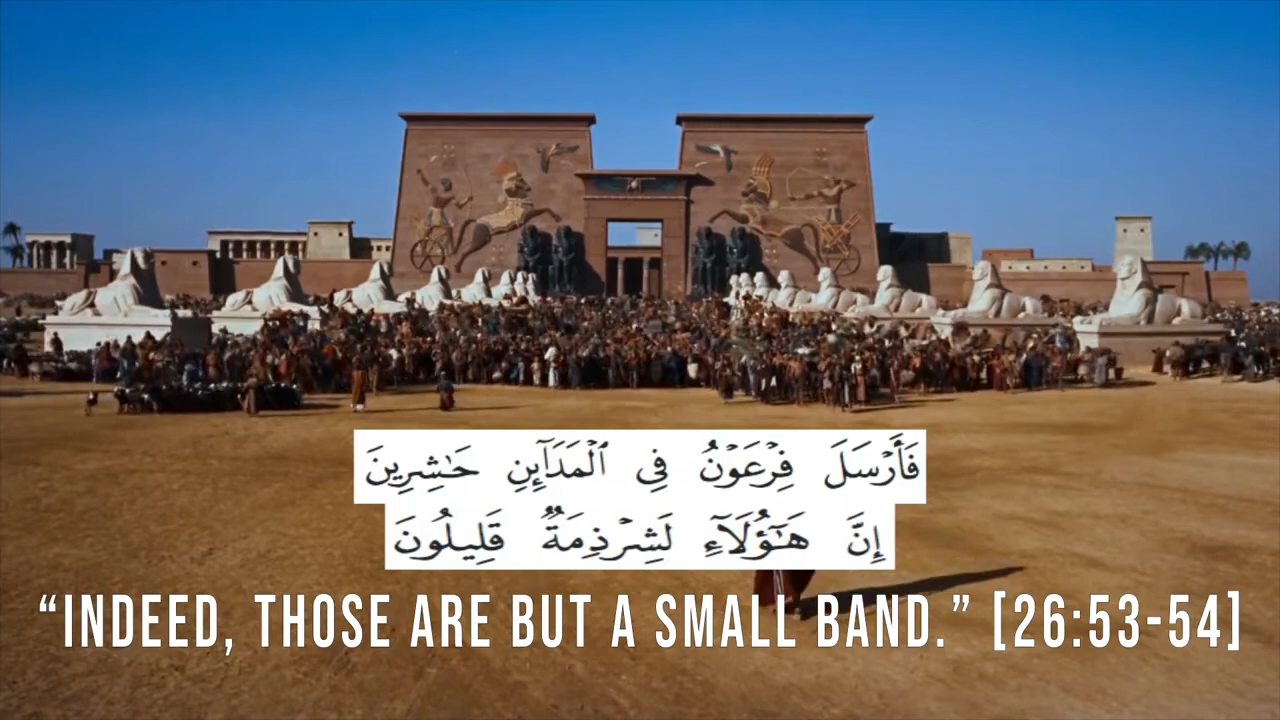 فَأَرْسَلَ فِرْعَوْنُ فِى ٱلْمَدَآئِنِ حَـٰشِرِينَ
إِنَّ هَـٰٓؤُلَآءِ لَشِرْذِمَةٌ قَلِيلُونَ
“INDEED, THOSE ARE BUT A SMALL BAND.” [26:53-54]